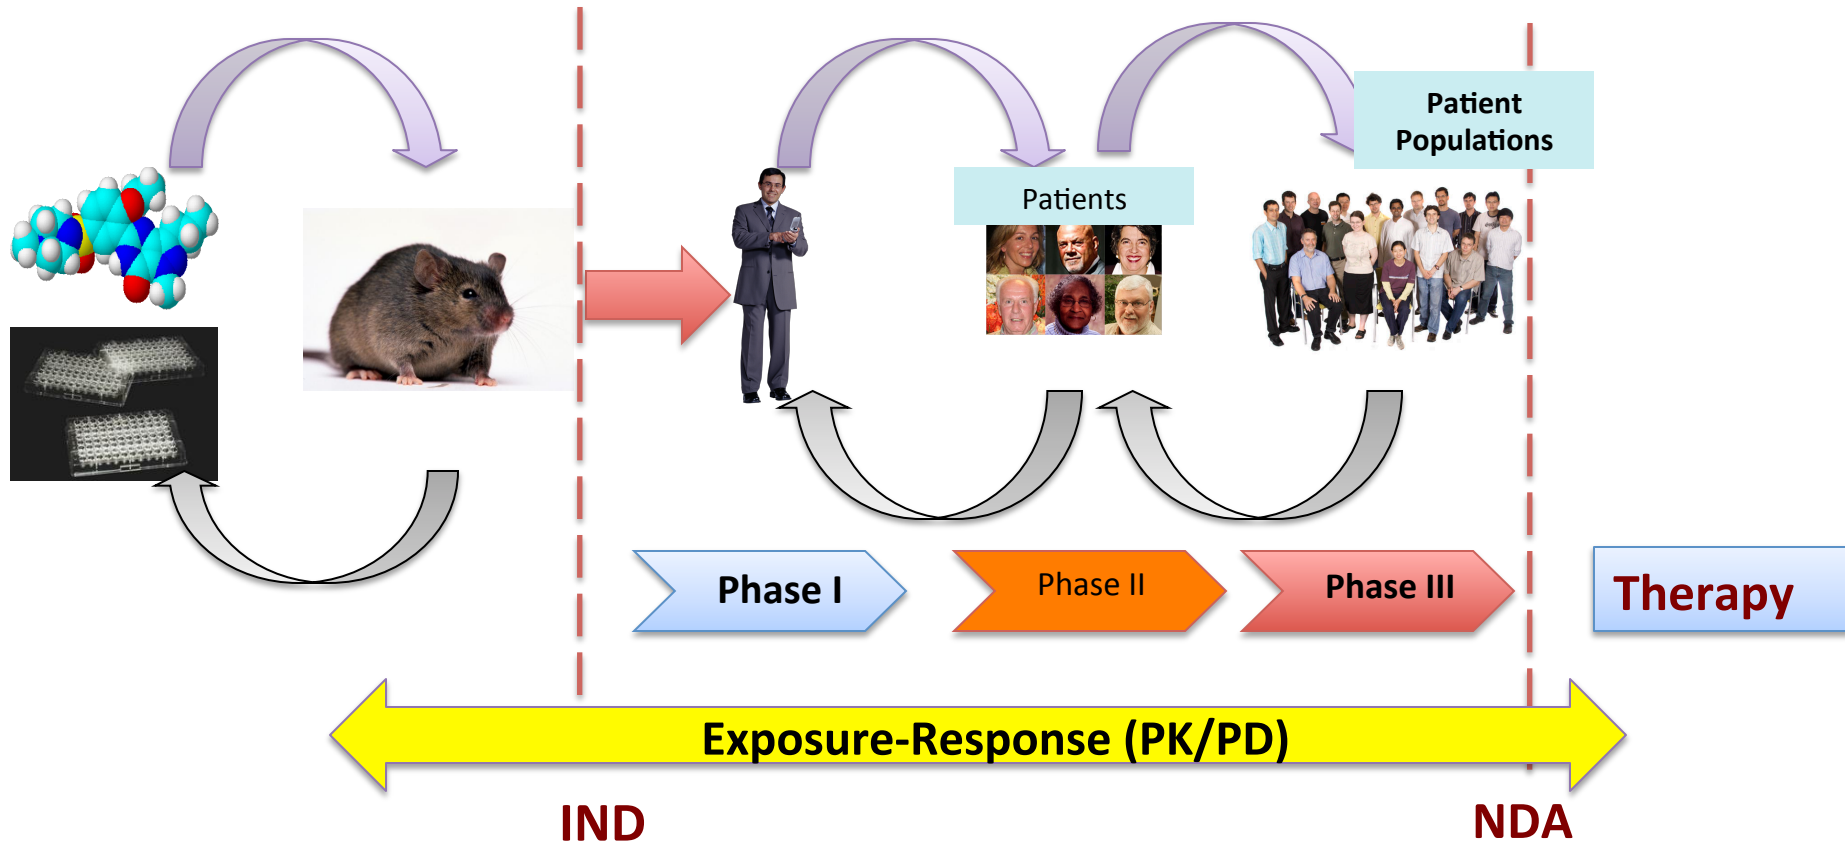 Patient
Populations
Patients
Phase I
Phase II
Phase III
Therapy
Exposure-Response (PK/PD)
IND
NDA